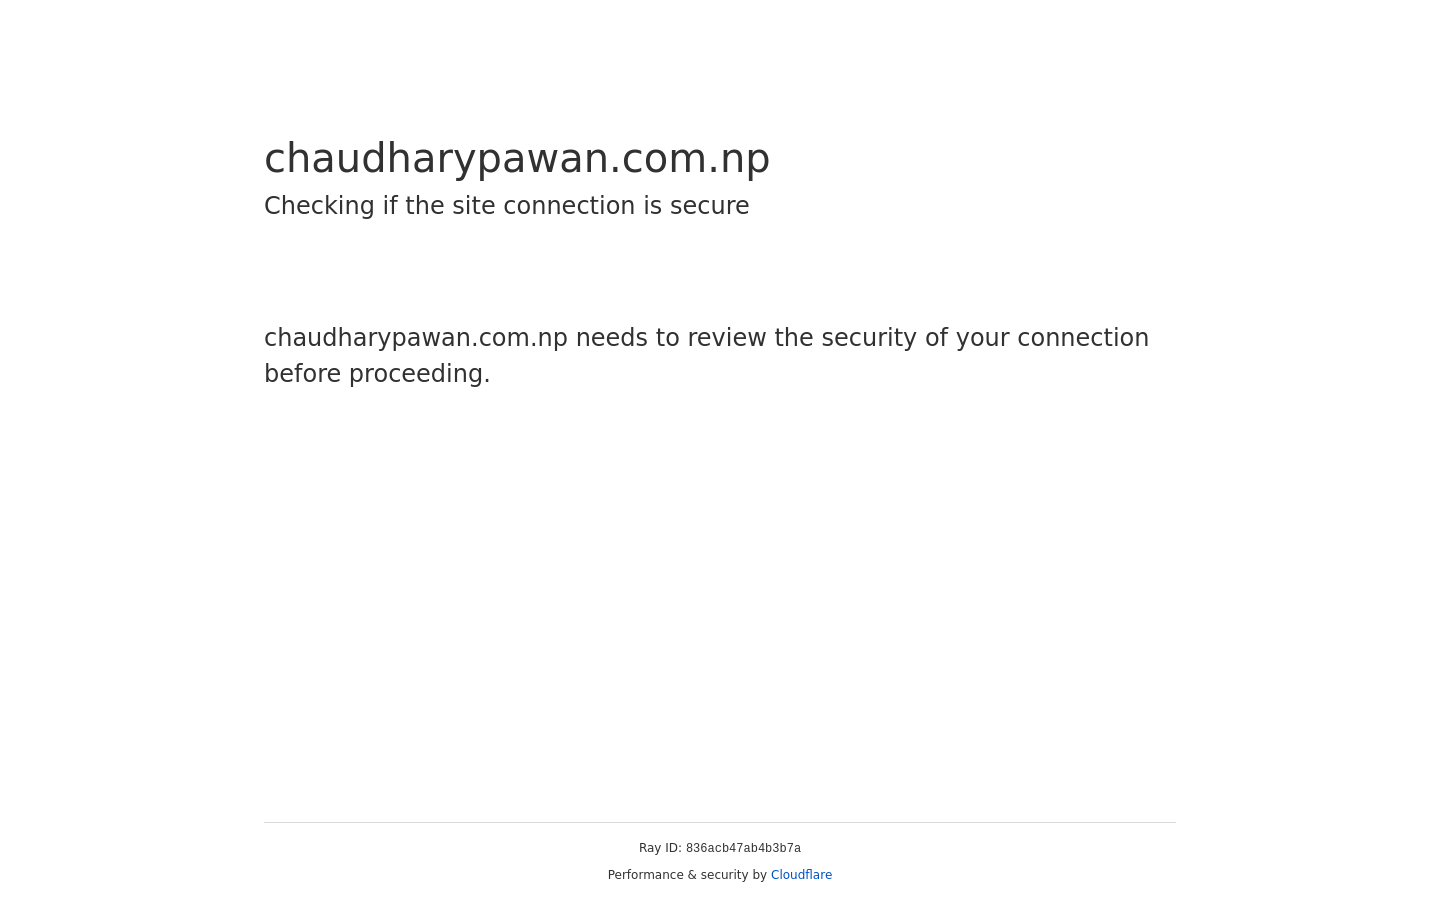 chaudharypawan.com.np
Checking if the site connection is secure
chaudharypawan.com.np needs to review the security of your connection
before proceeding.
Ray ID: 836acb47ab4b3b7a
Performance & security by Cloudflare